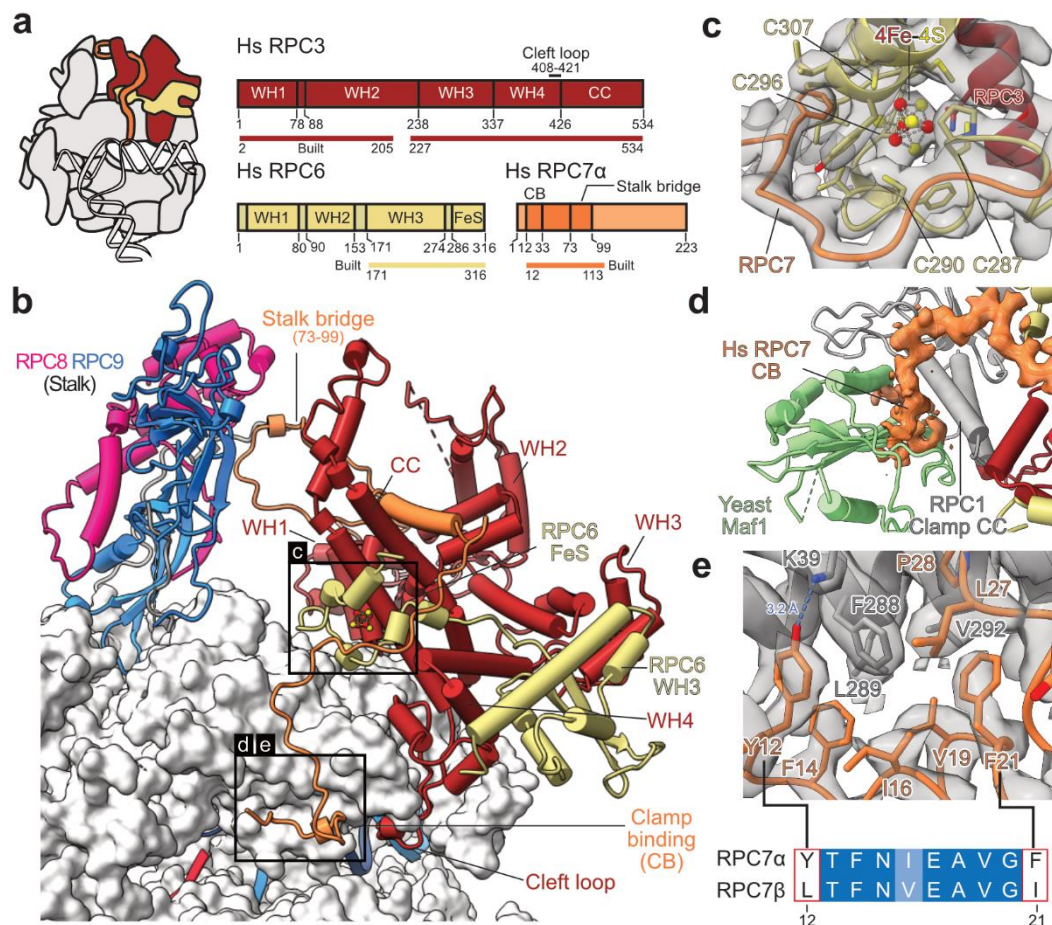 a
Hs RPC3
Cleft loop
408-421
WH1 WH2 WH3 WH4 CC
1 78 88 238 337 426 534
2 Built 205 227 534
Hs RPC6
WH1 WH2 WH3 FeS
1 80 90 153 171 274 286 316
Built
171 316
Hs RPC7α
CB Stalk bridge
1 12 33 73 99 223
Built
12 113
b
Stalk bridge
(73-99)
RPC8 RPC9
(Stalk)
CC
WH2
WH1
RPC6
FeS
WH3
c
RPC6
WH3
WH4
d e
Clamp
binding
(CB)
Cleft loop
c
C307
4Fe-4S
C296
RPC3
RPC7
C290 C287
d
Hs RPC7
CB
Yeast
Maf1
RPC1
Clamp CC
e
K39
P28
3.2 Å
F288
L27
V292
L289
Y12
F14
V19
F21
I16
RPC7α Y T F N I E A V G F
RPC7β L T F N V E A V G I
12 21